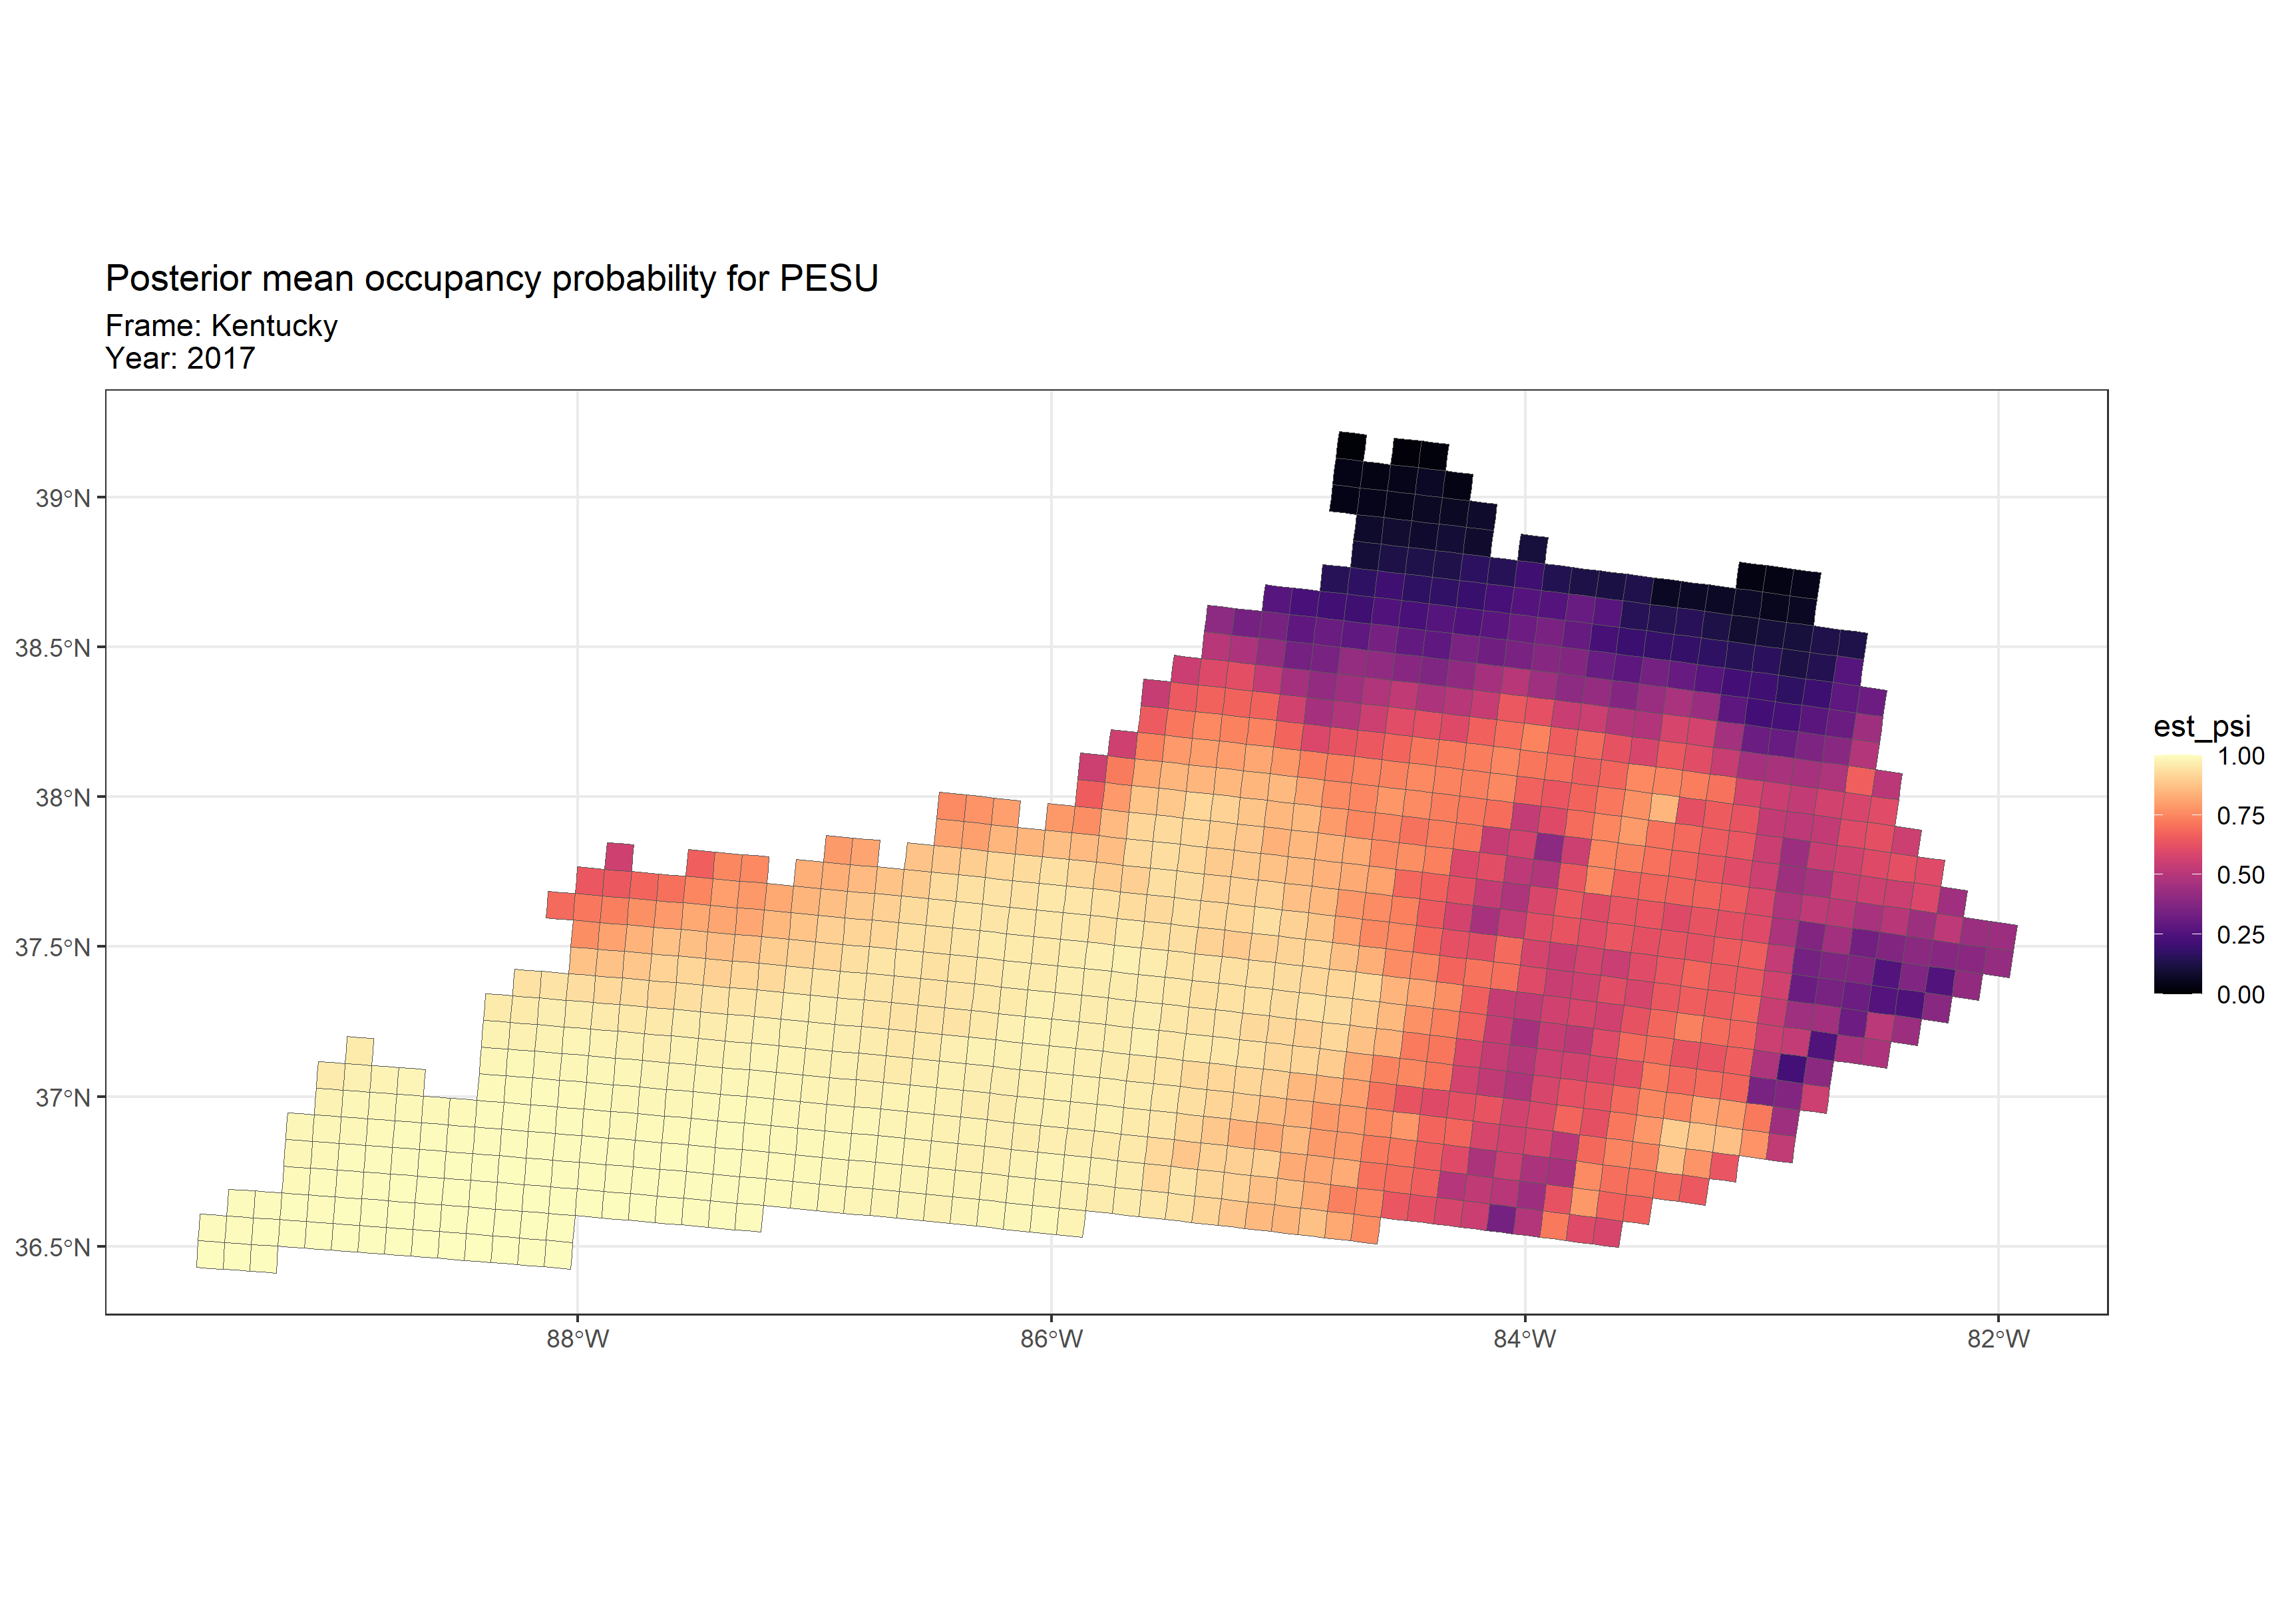 Posterior mean occupancy probability for PESU
Frame: Kentucky
Year: 2017
39°N
38.5°N
38°N
37.5°N
37°N
36.5°N
88°W
86°W
84°W
82°W
est_psi
1.00
0.75
0.50
0.25
0.00